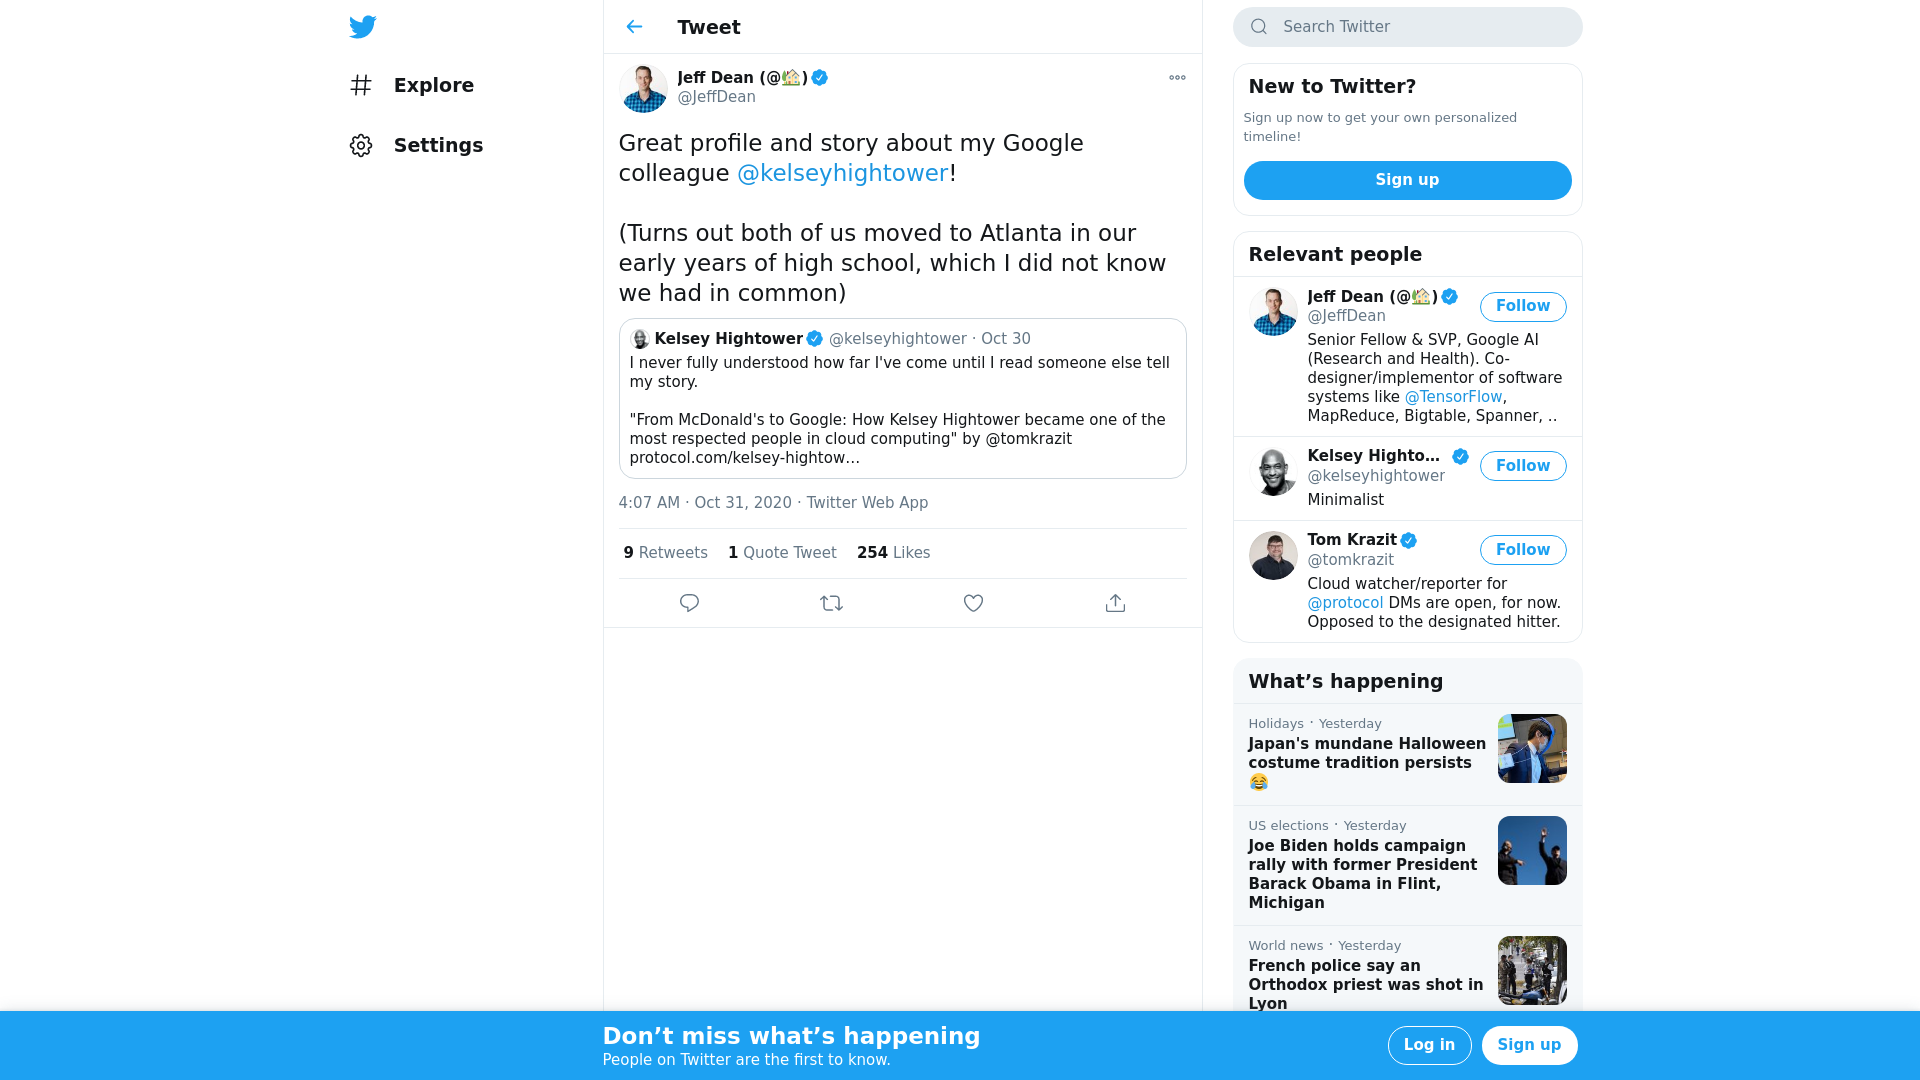 Explore
Settings
Tweet
Jeff Dean (@🏡)
@JeffDean
Great profile and story about my Google
colleague @kelseyhightower!
(Turns out both of us moved to Atlanta in our
early years of high school, which I did not know
we had in common)
Kelsey Hightower @kelseyhightower · Oct 30
I never fully understood how far I've come until I read someone else tell
my story.
"From McDonald's to Google: How Kelsey Hightower became one of the
most respected people in cloud computing" by @tomkrazit
protocol.com/kelsey-hightow…
4:07 AM · Oct 31, 2020 · Twitter Web App
9 Retweets 1 Quote Tweet 254 Likes
Search Twitter
New to Twitter?
Sign up now to get your own personalized
timeline!
Sign up
Relevant people
Jeff Dean (@🏡)
@JeffDean
Follow
Senior Fellow & SVP, Google AI
(Research and Health). Co-
designer/implementor of software
systems like @TensorFlow,
MapReduce, Bigtable, Spanner, ..
Kelsey Highto…
@kelseyhightower
Follow
Minimalist
Tom Krazit
@tomkrazit
Follow
Cloud watcher/reporter for
@protocol DMs are open, for now.
Opposed to the designated hitter.
What’s happening
Holidays · Yesterday
Japan's mundane Halloween
costume tradition persists
😂
US elections · Yesterday
Joe Biden holds campaign
rally with former President
Barack Obama in Flint,
Michigan
World news · Yesterday
French police say an
Orthodox priest was shot in
Lyon
Don’t miss what’s happening
People on Twitter are the first to know.
Log in
Sign up